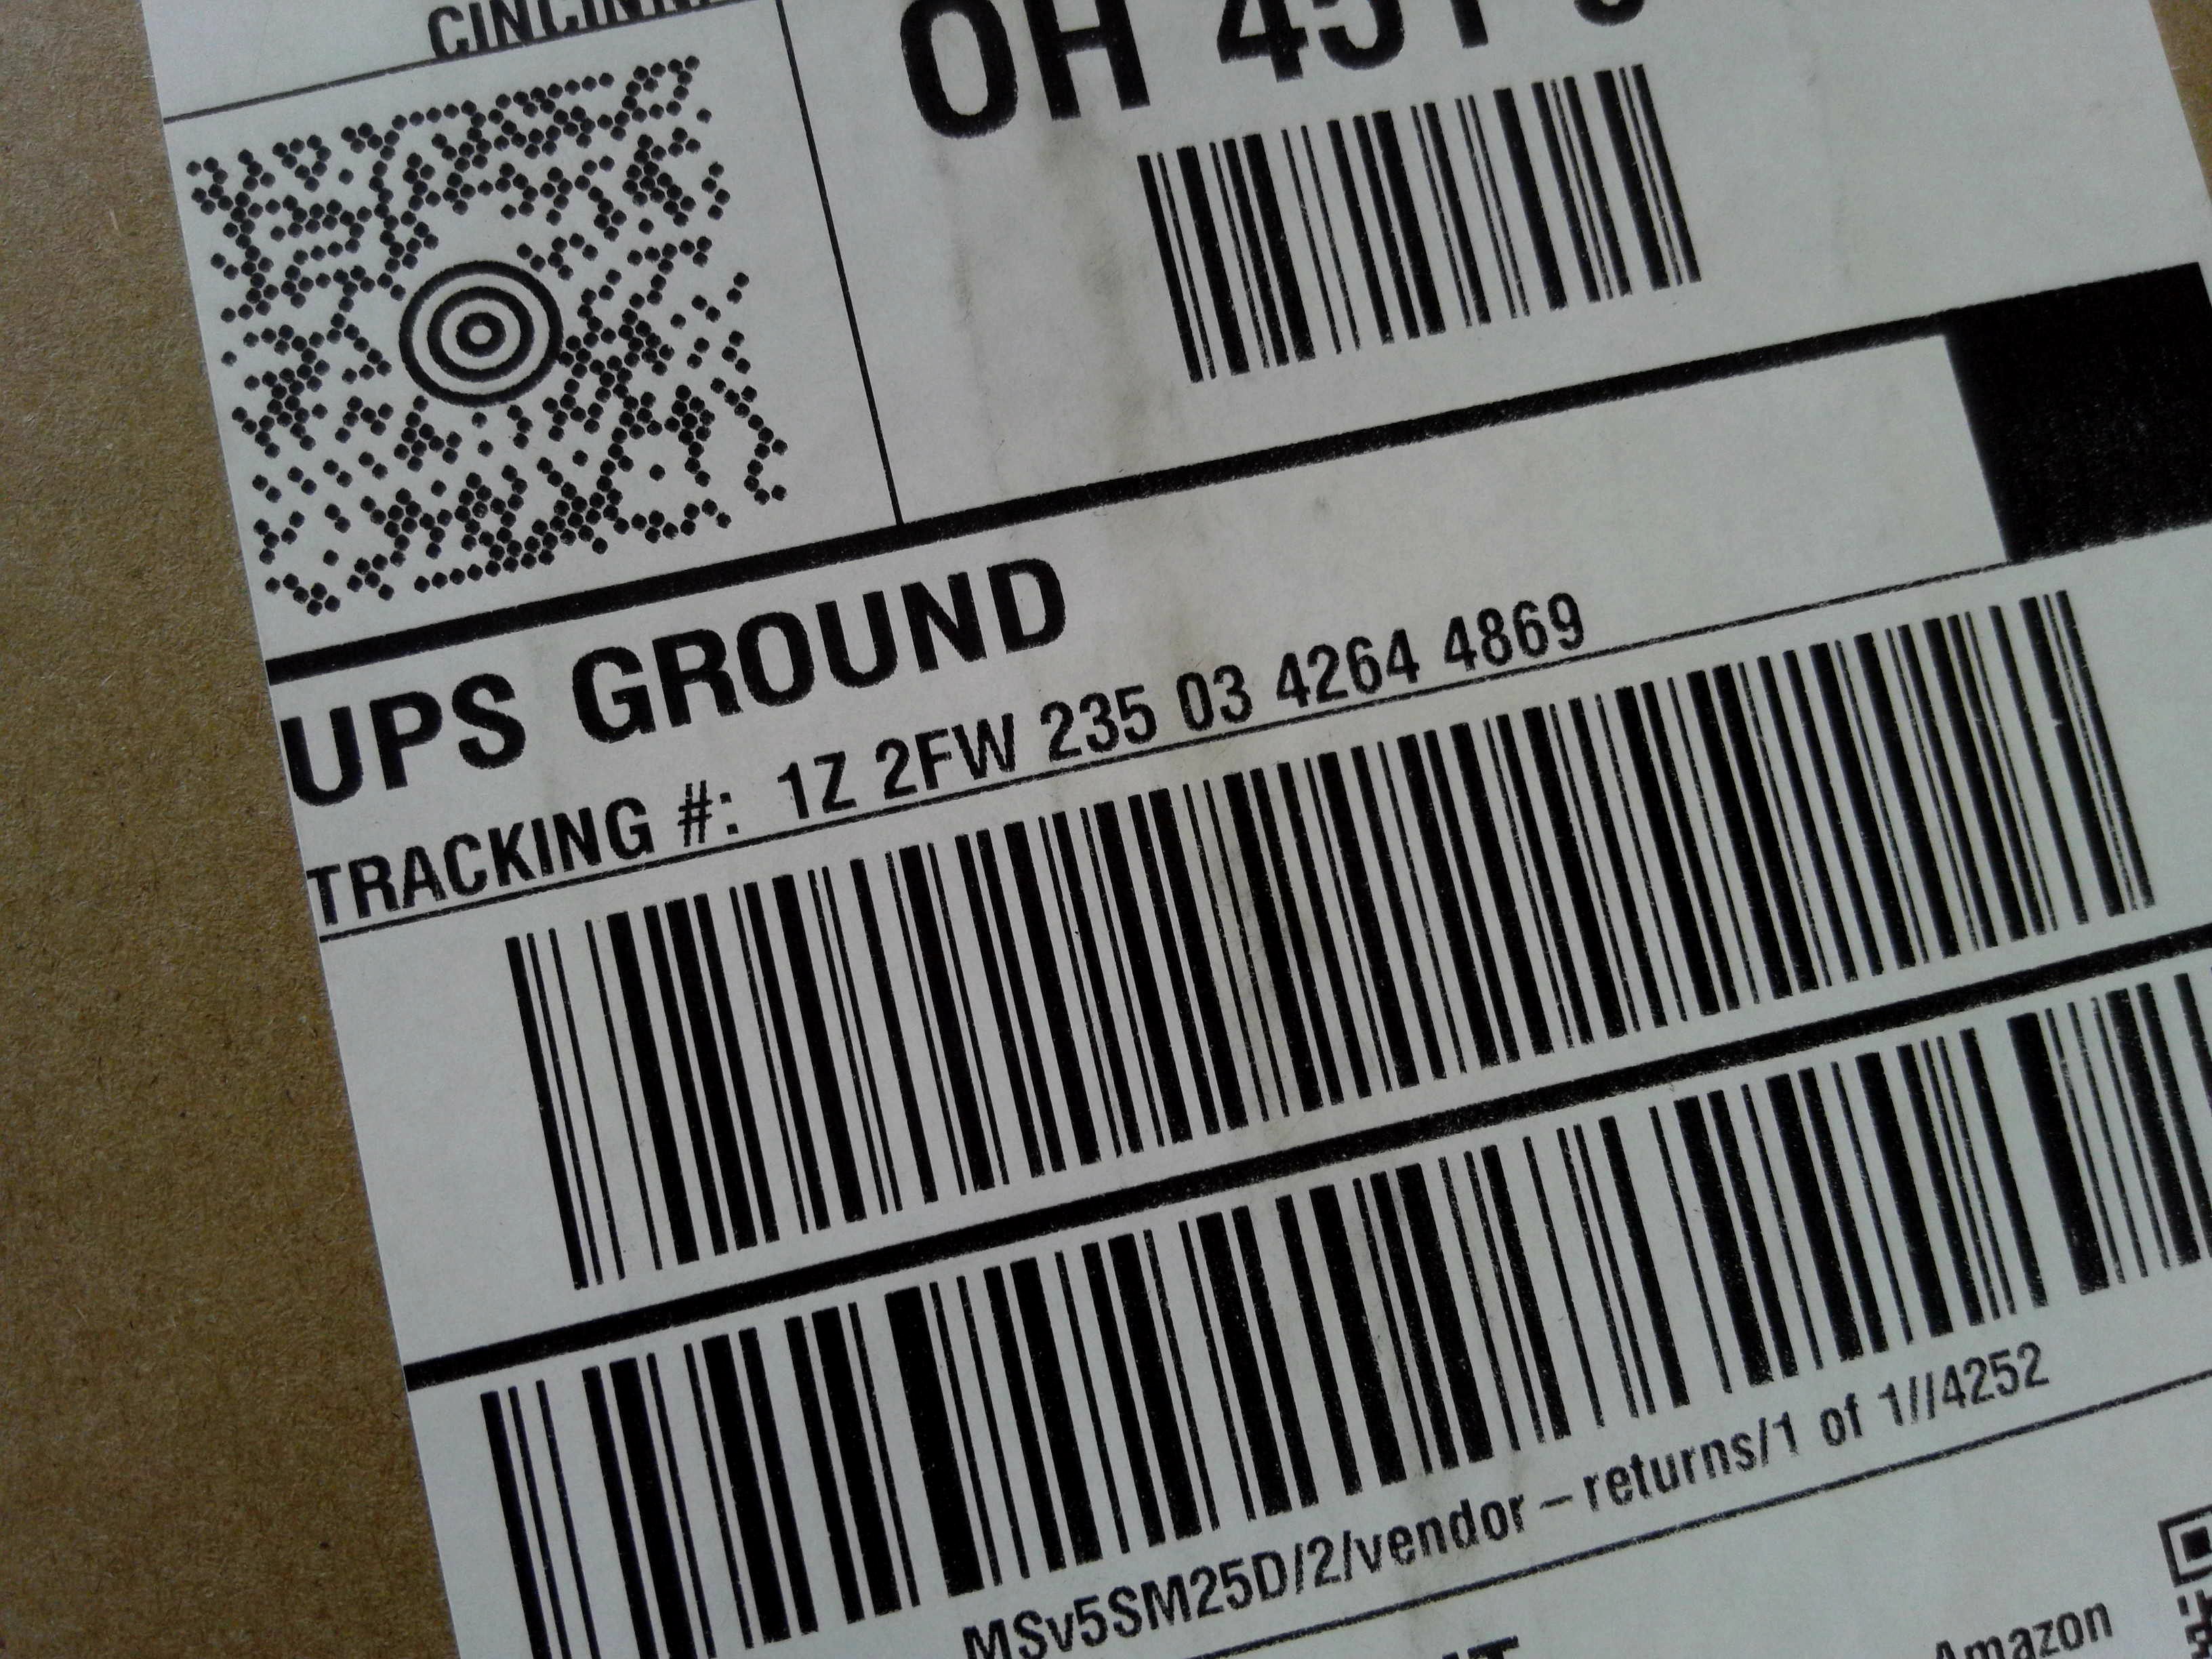 OH
UPS GROUND
TRACKING #: 1Z 2FW 235 03 4264 4869
MSv5SM25D/2/vendor – returns/1 of 1//4252
Amazon